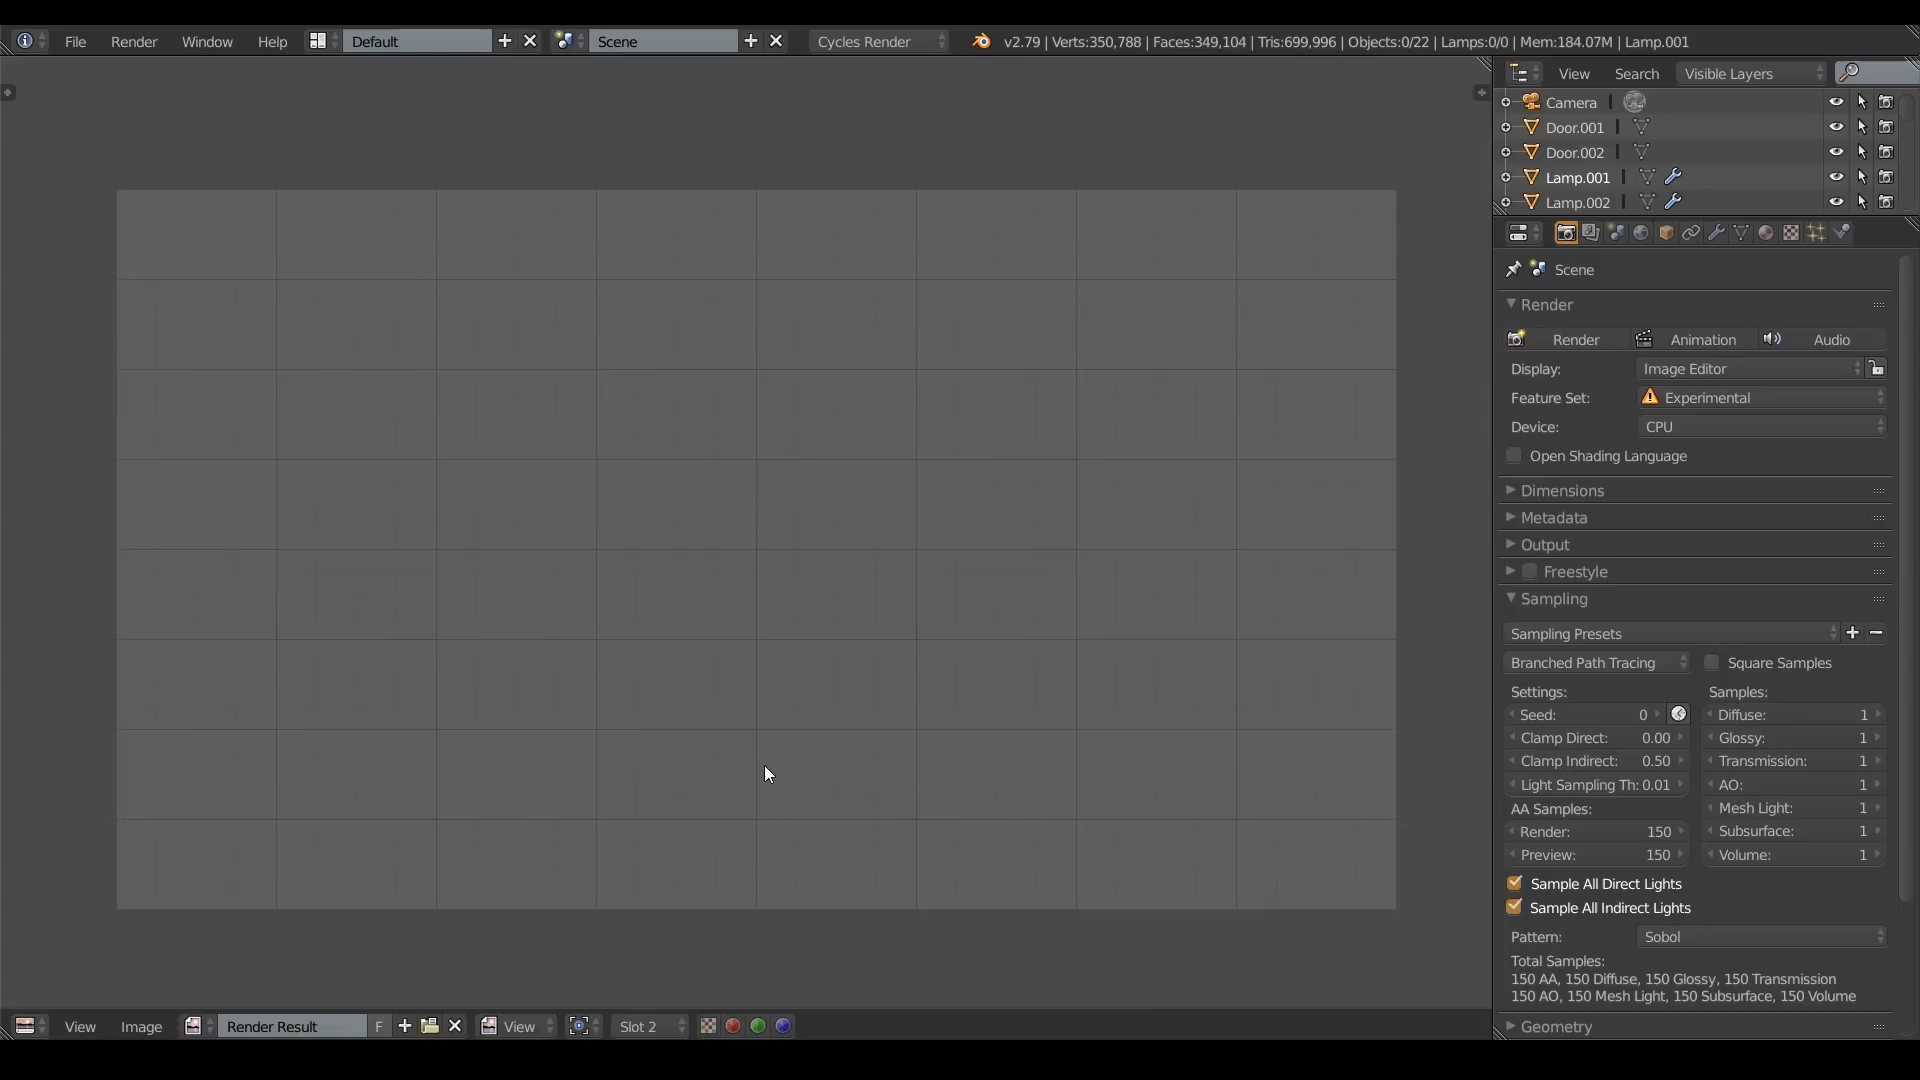 File Render Window Help Default Scene Cycles Render v2.79 | Verts:350,788 | Faces:349,104 | Tris:699,996 | Objects:0/22 | Lamps:0/0 | Mem:184.07M | Lamp.001
View Search Visible Layers
Camera
Door.001
Door.002
Lamp.001
Lamp.002
Scene
Render
Render Animation Audio
Display: Image Editor
Feature Set: Experimental
Device: CPU
Open Shading Language
Dimensions
Metadata
Output
Freestyle
Sampling
Sampling Presets
Branched Path Tracing Square Samples
Settings: Samples:
Seed: 0 Diffuse: 1
Clamp Direct: 0.00 Glossy: 1
Clamp Indirect: 0.50 Transmission: 1
Light Sampling Th: 0.01 AO: 1
AA Samples: Mesh Light: 1
Render: 150 Subsurface: 1
Preview: 150 Volume: 1
Sample All Direct Lights
Sample All Indirect Lights
Pattern: Sobol
Total Samples:
150 AA, 150 Diffuse, 150 Glossy, 150 Transmission
150 AO, 150 Mesh Light, 150 Subsurface, 150 Volume
Geometry
View Image Render Result F View Slot 2